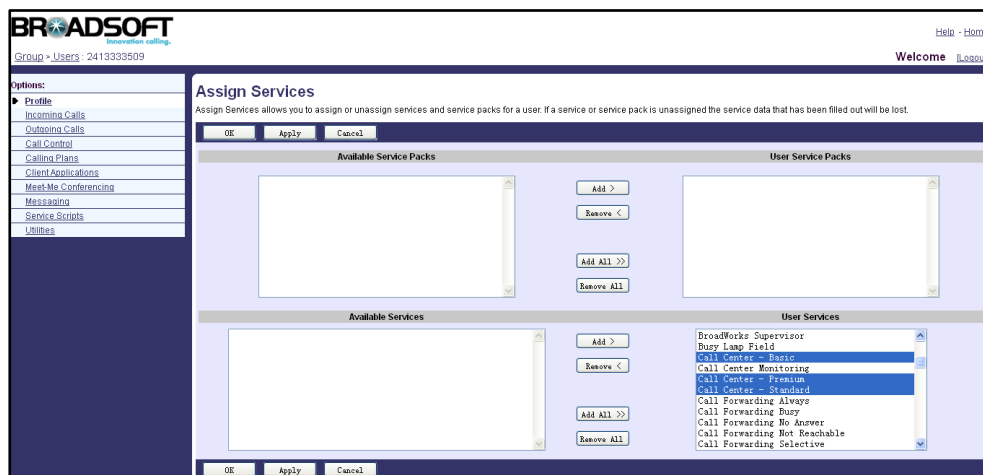 BROADSOFT
Innovation calling.
Help - Hom
Group > Users : 2413333509
Welcome [Logou
Options:
Profile
Incoming Calls
Outgoing Calls
Call Control
Calling Plans
Client Applications
Meet-Me Conferencing
Messaging
Service Scripts
Utilities
Assign Services
Assign Services allows you to assign or unassign services and service packs for a user. If a service or service pack is unassigned the service data that has been filled out will be lost.
OK Apply Cancel
Available Service Packs User Service Packs
Add >
Remove <
Add All >>
Remove All
Available Services User Services
Add >
Remove <
Add All >>
Remove All
BroadWorks Supervisor
Busy Lamp Field
Call Center - Basic
Call Center Monitoring
Call Center - Premium
Call Center - Standard
Call Forwarding Always
Call Forwarding Busy
Call Forwarding No Answer
Call Forwarding Not Reachable
Call Forwarding Selective
OK Apply Cancel